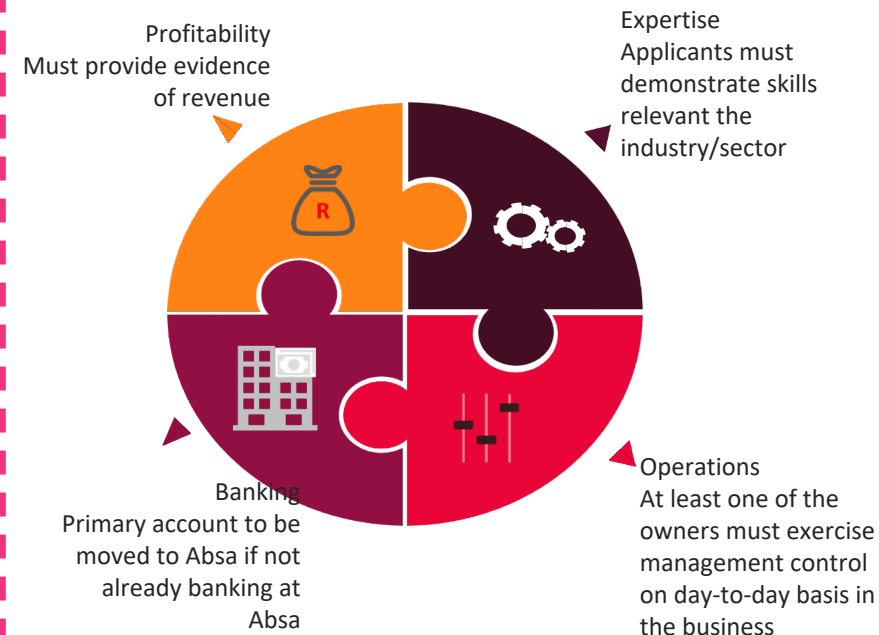 Profitability
Must provide evidence
of revenue
Expertise
Applicants must
demonstrate skills
relevant the
industry/sector
R
Banking
Primary account to be
moved to Absa if not
already banking at
Absa
Operations
At least one of the
owners must exercise
management control
on day-to-day basis in
the business